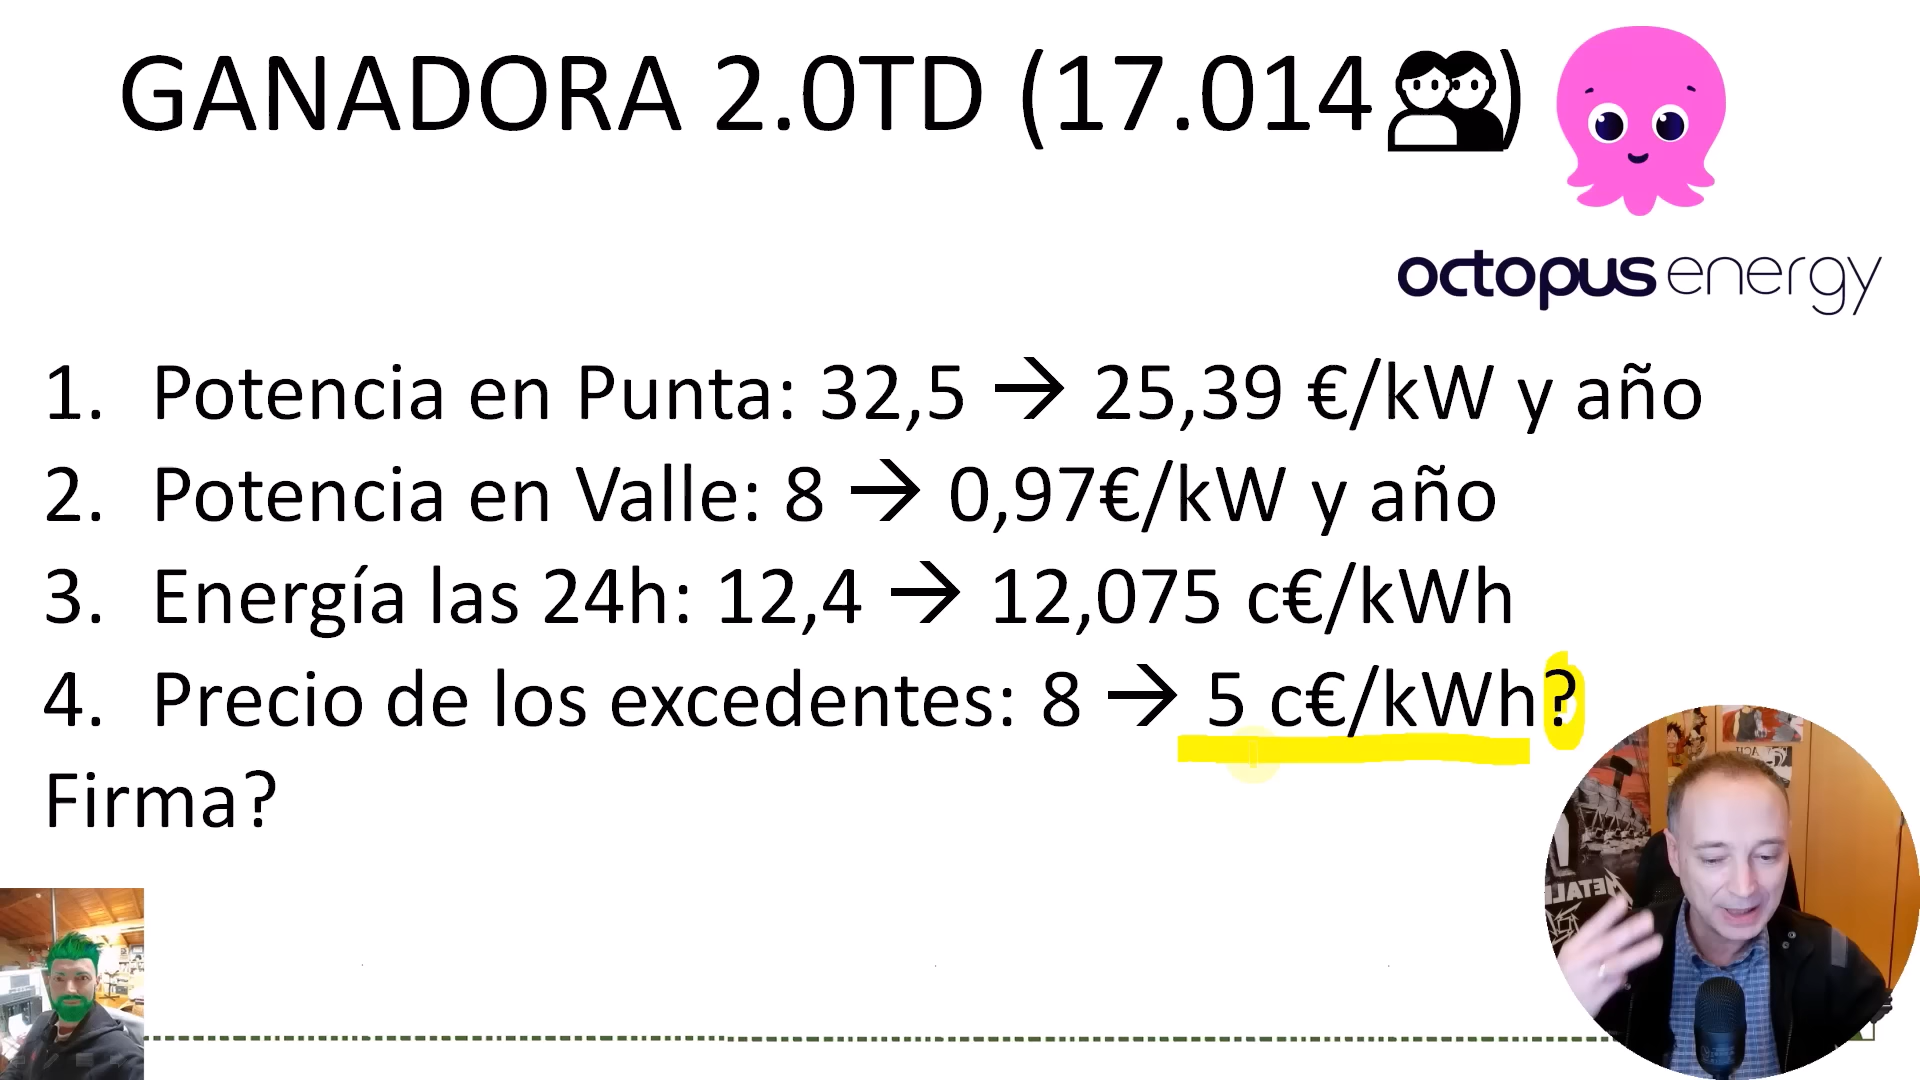 GANADORA 2.0TD (17.014)
octopus energy
1. Potencia en Punta: 32,5 → 25,39 €/kW y año
2. Potencia en Valle: 8 → 0,97€/kW y año
3. Energía las 24h: 12,4 → 12,075 c€/kWh
4. Precio de los excedentes: 8 → 5 c€/kWh?
Firma?